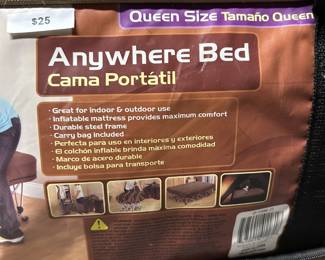 $25
Queen Size Tamaño Queen
Anywhere Bed
Cama Portátil
· Great for indoor & outdoor use
· Inflatable mattress provides maximum comfort
· Durable steel frame
· Carry bag included
· Perfecta para uso en interiores y exteriores
· El colchón inflable brinda máxima comodidad
· Marco de acero durable
· Incluye bolsa para transporte